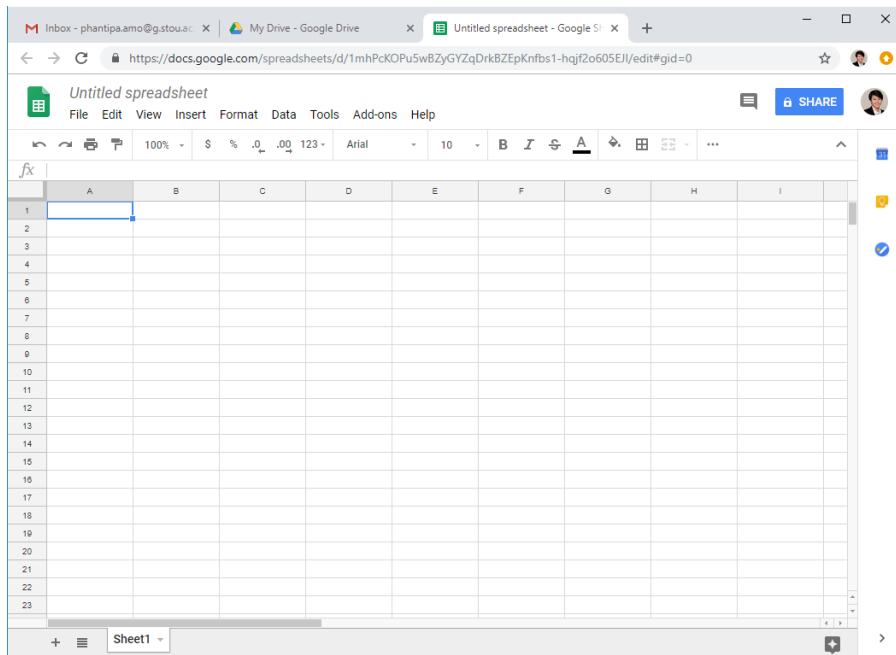 Inbox - phantipa.amo@g.stou.ac
My Drive - Google Drive
Untitled spreadsheet - Google Sh
https://docs.google.com/spreadsheets/d/1mhPcKOPu5wBZyGYZqDrkBZEpKnfbs1-hqjf2o605EJI/edit#gid=0
Untitled spreadsheet
File Edit View Insert Format Data Tools Add-ons Help
SHARE
100% $ % .0 .00 123 Arial 10 B I S A
31
fx
A B C D E F G H I
1
2
3
4
5
6
7
8
9
10
11
12
13
14
15
16
17
18
19
20
21
22
23
Sheet1